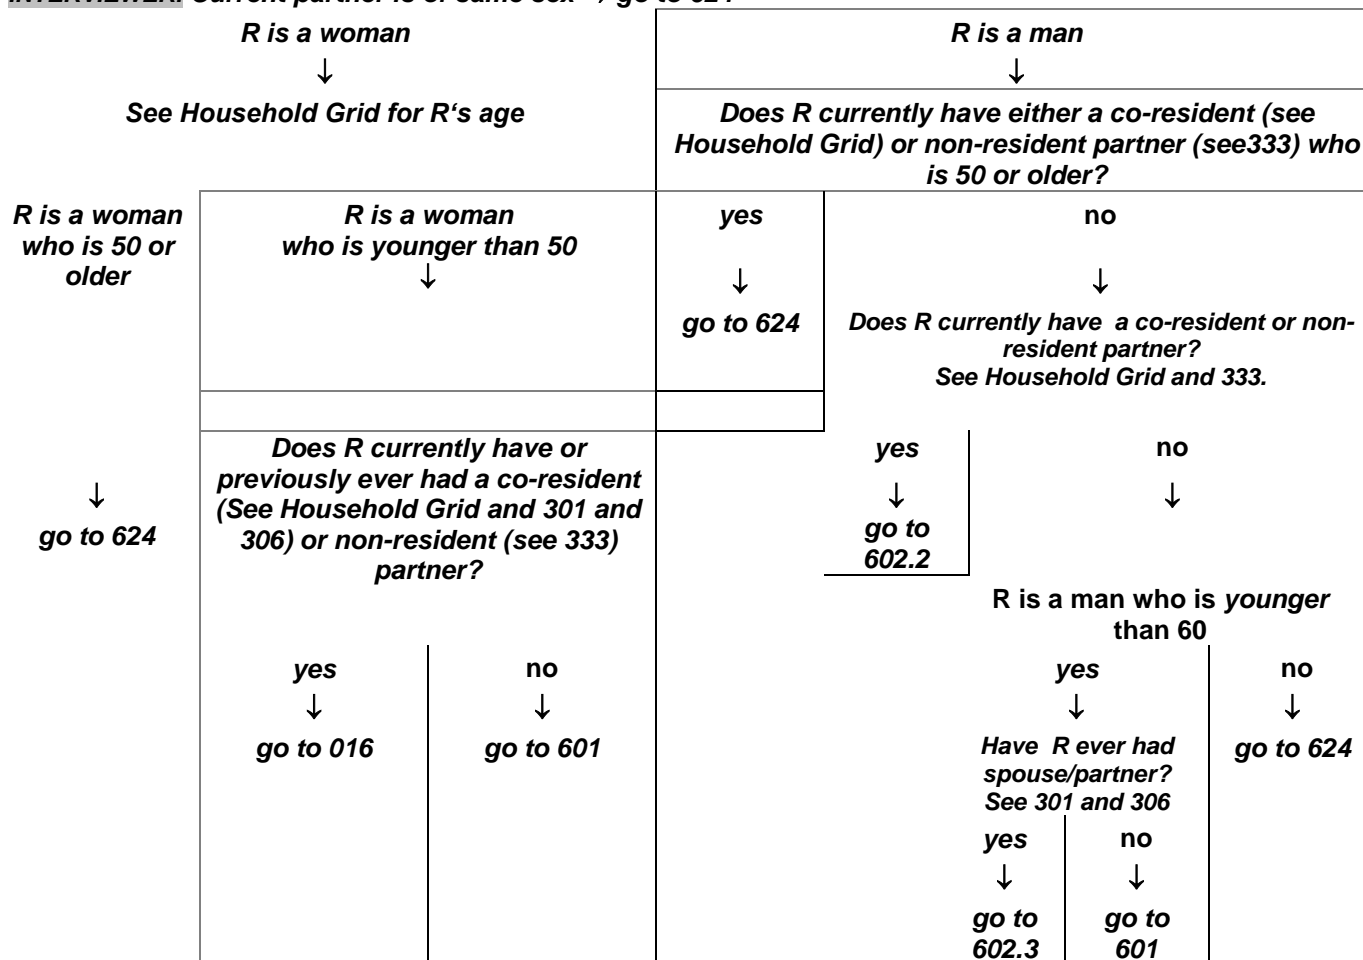 INTERVIEWER: Current partner is of same sex → go to 624
R is a woman
↓
See Household Grid for R‘s age
R is a man
↓
Does R currently have either a co-resident (see
Household Grid) or non-resident partner (see333) who
is 50 or older?
R is a woman
who is 50 or
older
↓
go to 624
R is a woman
who is younger than 50
↓
Does R currently have or
previously ever had a co-resident
(See Household Grid and 301 and
306) or non-resident (see 333)
partner?
yes
↓
go to 016
no
↓
go to 601
yes
↓
go to 624
no
↓
Does R currently have a co-resident or non-
resident partner?
See Household Grid and 333.
yes
↓
go to
602.2
no
↓
R is a man who is younger
than 60
yes
↓
Have R ever had
spouse/partner?
See 301 and 306
yes
↓
go to
602.3
no
↓
go to
601
no
↓
go to 624